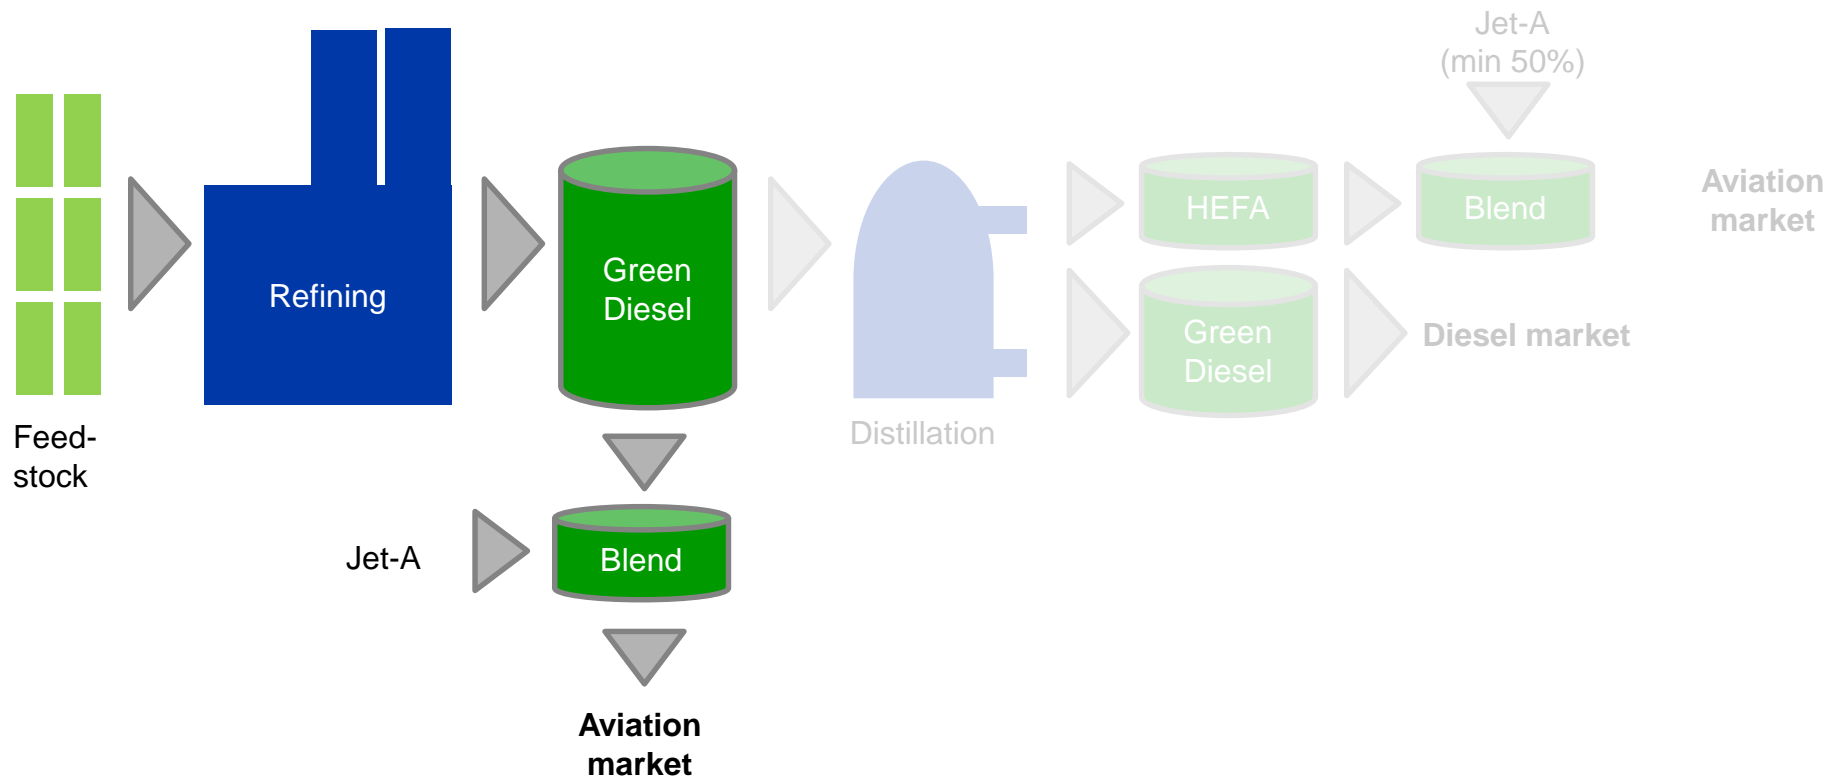 Jet-A
(min 50%)
Aviation
market
HEFA
Blend
Refining
Green
Diesel
Green
Diesel
Diesel market
Distillation
Feed-
stock
Jet-A
Blend
Aviation
market